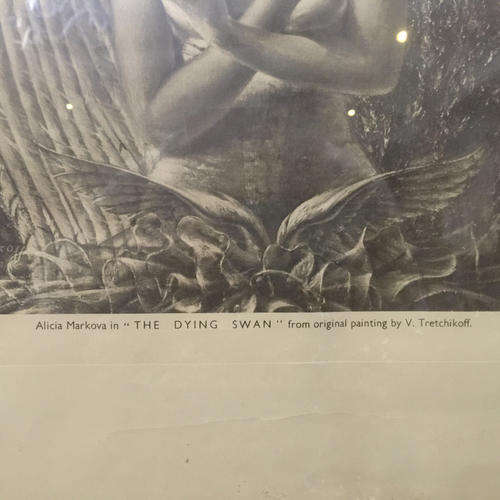 Alicia Markova in "THE DYING SWAN" from original painting by V. Tretchikoff.